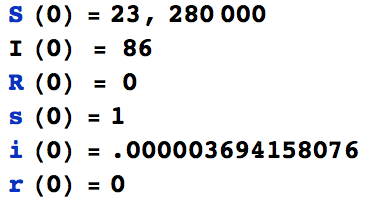 S (0) = 23, 280 000
I (0) = 86
R (0) = 0
s (0) = 1
i (0) = .000003694158076
r (0) = 0